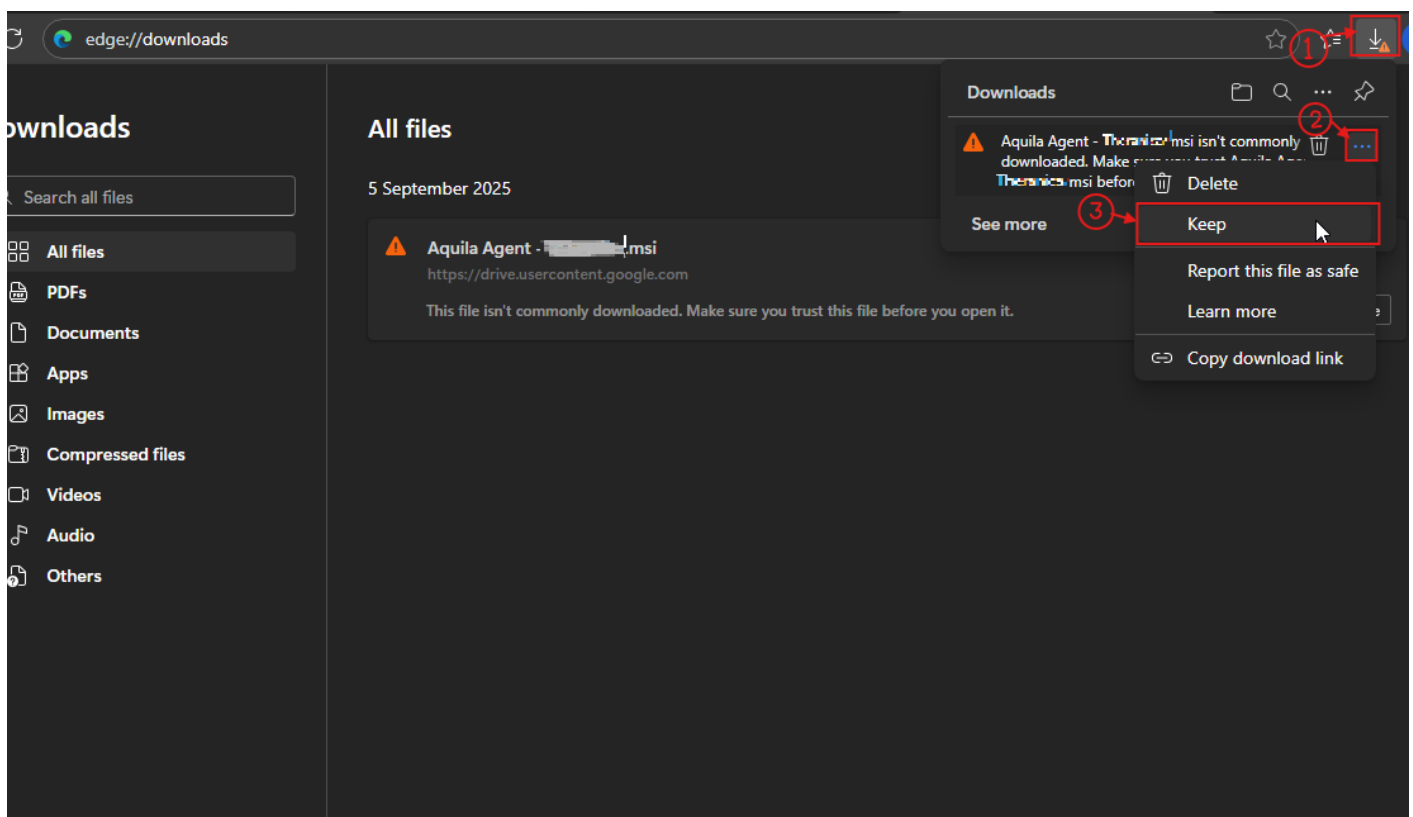 edge://downloads
1
Downloads
2
Aquila Agent - msi isn't commonly
downloaded. Make
msi befor
Delete
See more
3
Keep
Report this file as safe
Learn more
Copy download link
ownloads
Search all files
All files
PDFs
Documents
Apps
Images
Compressed files
Videos
Audio
Others
All files
5 September 2025
Aquila Agent - .msi
https://drive.usercontent.google.com
This file isn't commonly downloaded. Make sure you trust this file before you open it.
e